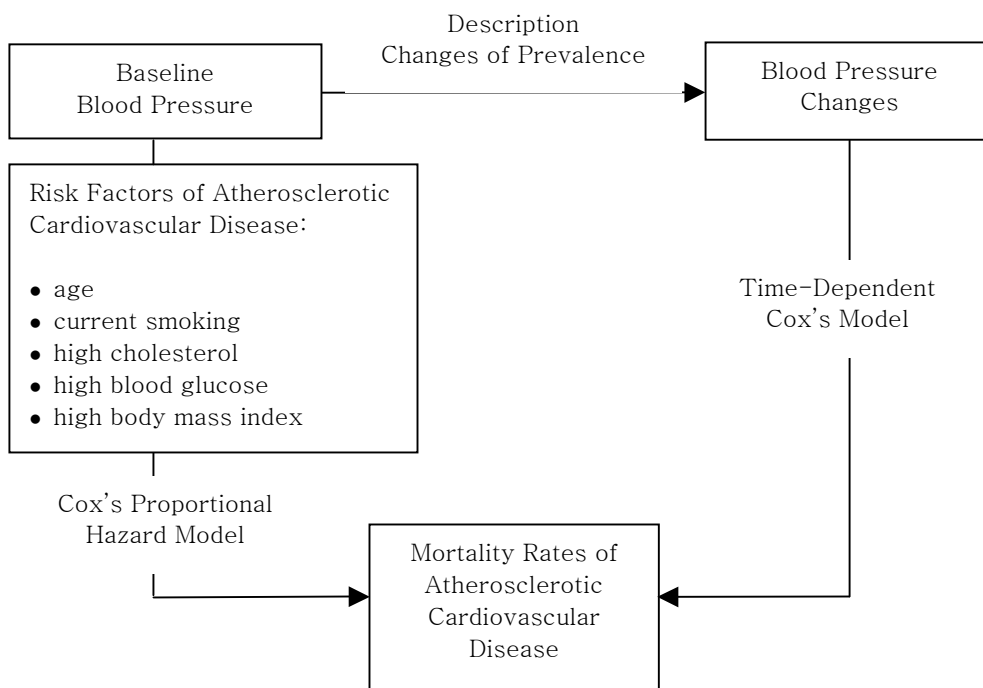 Description
Changes of Prevalence
Baseline
Blood Pressure
Blood Pressure
Changes
Risk Factors of Atherosclerotic
Cardiovascular Disease:
• age
• current smoking
• high cholesterol
• high blood glucose
• high body mass index
Time-Dependent
Cox's Model
Cox's Proportional
Hazard Model
Mortality Rates of
Atherosclerotic
Cardiovascular
Disease